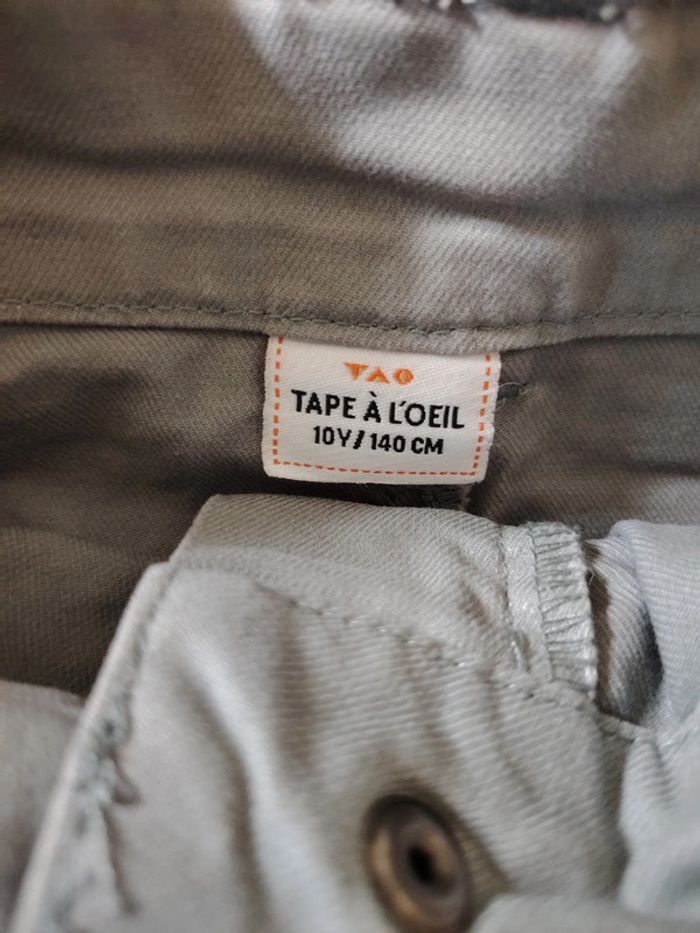 TAO
TAPE À L'OEIL
10Y/140 CM